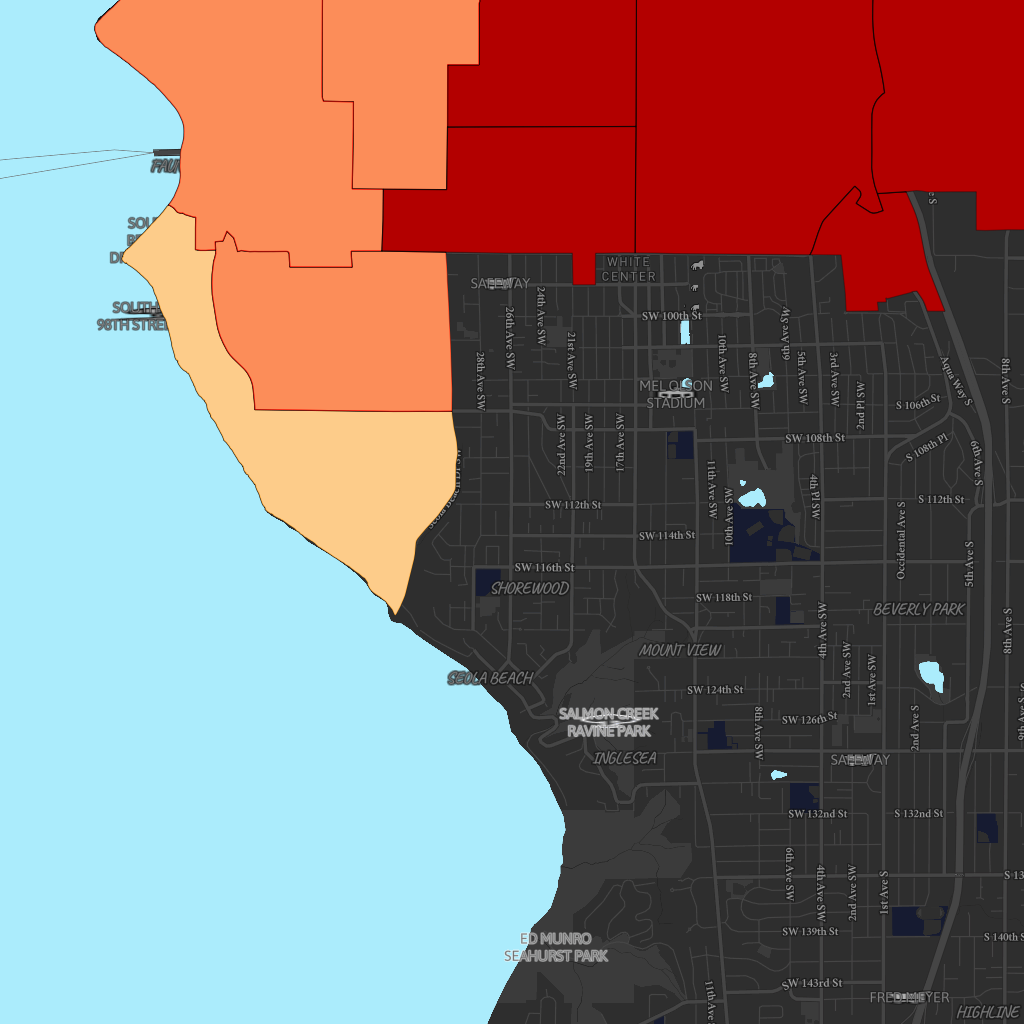 S
WHITE
CENTER
SAFEWAY
24th Ave SW
26th Ave SW
21st Ave SW
28th Ave SW
SW 100th St
98TH STREE
MELOISON
STADIUM
10th Ave SW
8th Ave SW
6th Ave SW
5th Ave SW
3rd Ave SW
2nd Pl SW
Aqua Way S
8th Ave S
S 106th St
S 108th Pl
SW 108th St
22nd Ave SW
19th Ave SW
17th Ave SW
11th Ave SW
10th Ave SW
4th Pl SW
6th Ave S
Seola Beach Dr SW
SW 112th St
S 112th St
SW 114th St
Occidental Ave S
5th Ave S
SW 116th St
SHOREWOOD
SW 118th St
BEVERLY PARK
8th Ave S
4th Ave SW
MOUNT VIEW
2nd Ave SW
1st Ave SW
SEOLA BEACH
SW 124th St
SALMON CREEK
RAVINE PARK
8th Ave SW
SW 126th St
2nd Ave S
9th Ave S
INGLESEA
SAFEWAY
SW 132nd St
S 132nd St
6th Ave SW
4th Ave SW
2nd Ave SW
1st Ave S
S 13
ED MUNRO
SEAHURST PARK
SW 139th St
S 140th S
SW 143rd St
11th Ave S
FRED MEYER
HIGHLINE